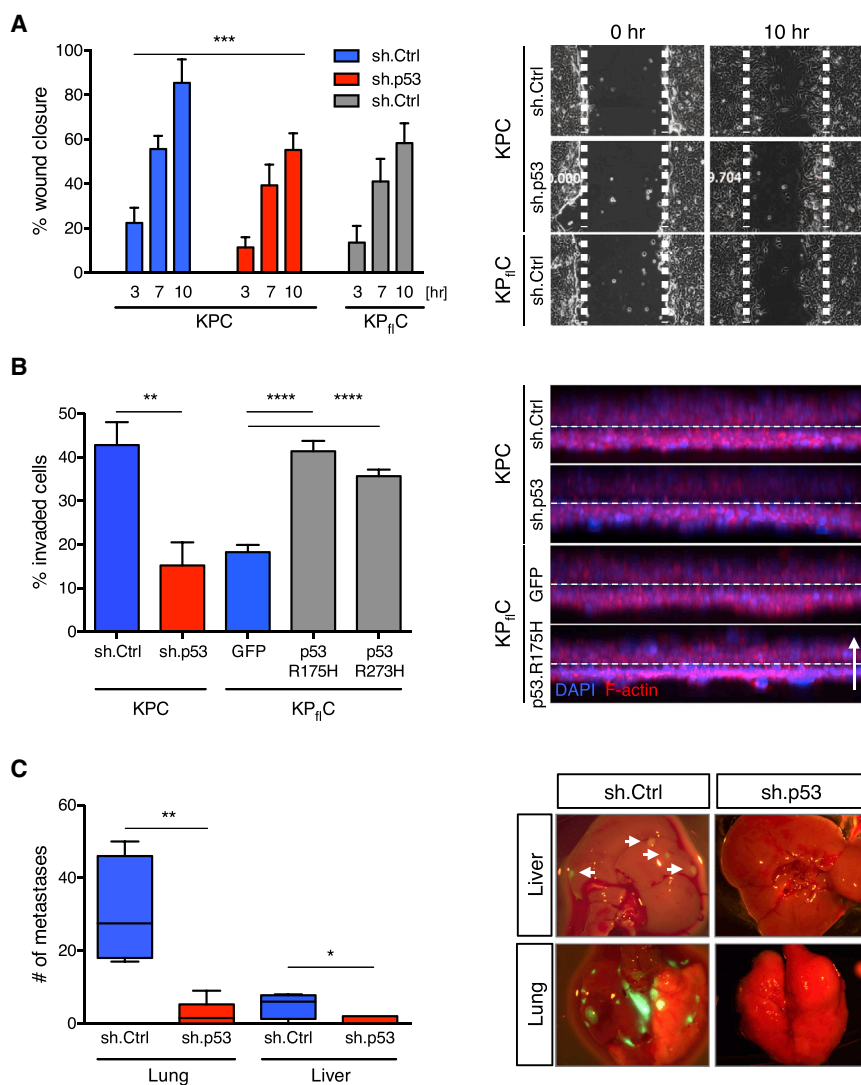 A
% wound closure
100
80
60
40
20
0
***
sh.Ctrl
sh.p53
sh.Ctrl
3 7 10 3 7 10 3 7 10 [hr]
KPC KPflC
0 hr 10 hr
KPC
sh.Ctrl
sh.p53
KPflC
sh.Ctrl
0.000
9.704
B
% invaded cells
50
40
30
20
10
0
** **** ****
sh.Ctrl sh.p53 GFP p53 p53
R175H R273H
KPC KPflC
KPC
sh.Ctrl
sh.p53
KPflC
GFP
p53.R175H
DAPI F-actin
C
# of metastases
60
40
20
0
**
*
sh.Ctrl sh.p53 sh.Ctrl sh.p53
Lung Liver
sh.Ctrl sh.p53
Liver
Lung